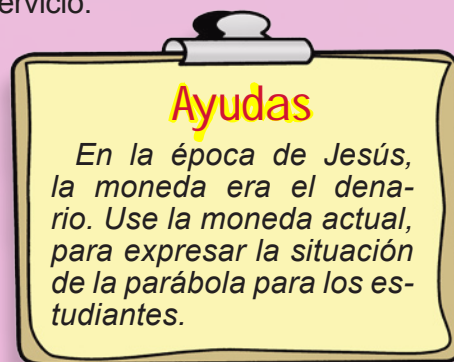 ervicio.
Ayudas
En la época de Jesús,
la moneda era el dena-
rio. Use la moneda actual,
para expresar la situación
de la parábola para los es-
tudiantes.